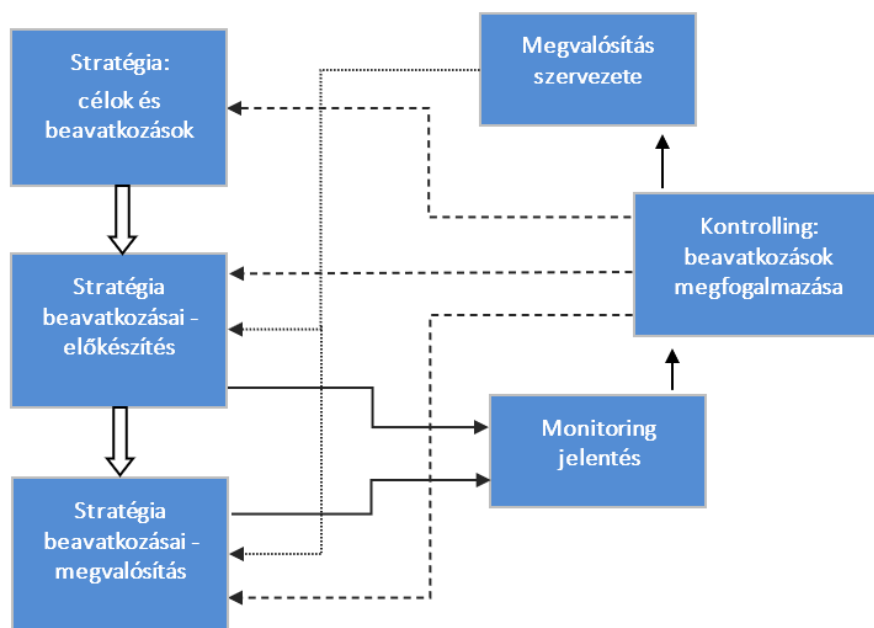 Stratégia:
célok és
beavatkozások
Megvalósítás
szervezete
Kontrolling:
beavatkozások
megfogalmazása
Stratégia
beavatkozásai -
előkészítés
Monitoring
jelentés
Stratégia
beavatkozásai -
megvalósítás